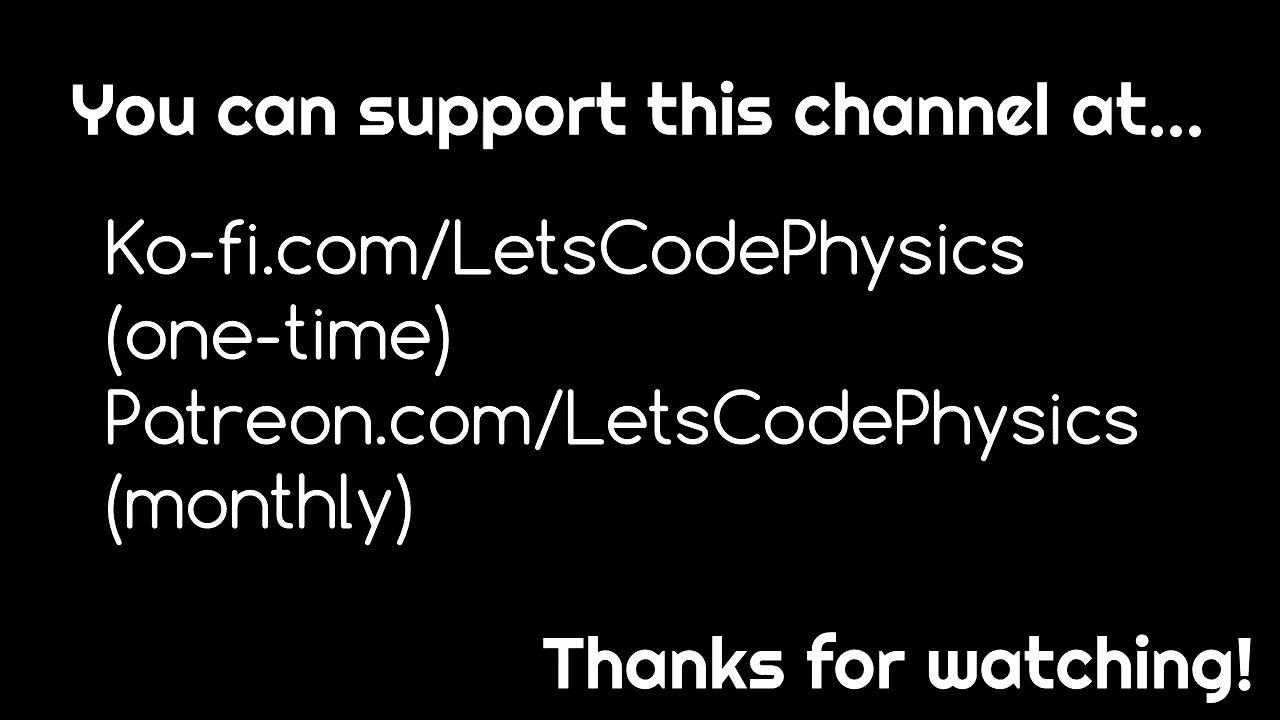 You can support this channel at...
Ko-fi.com/LetsCodePhysics
(one-time)
Patreon.com/LetsCodePhysics
(monthly)
Thanks for watching!